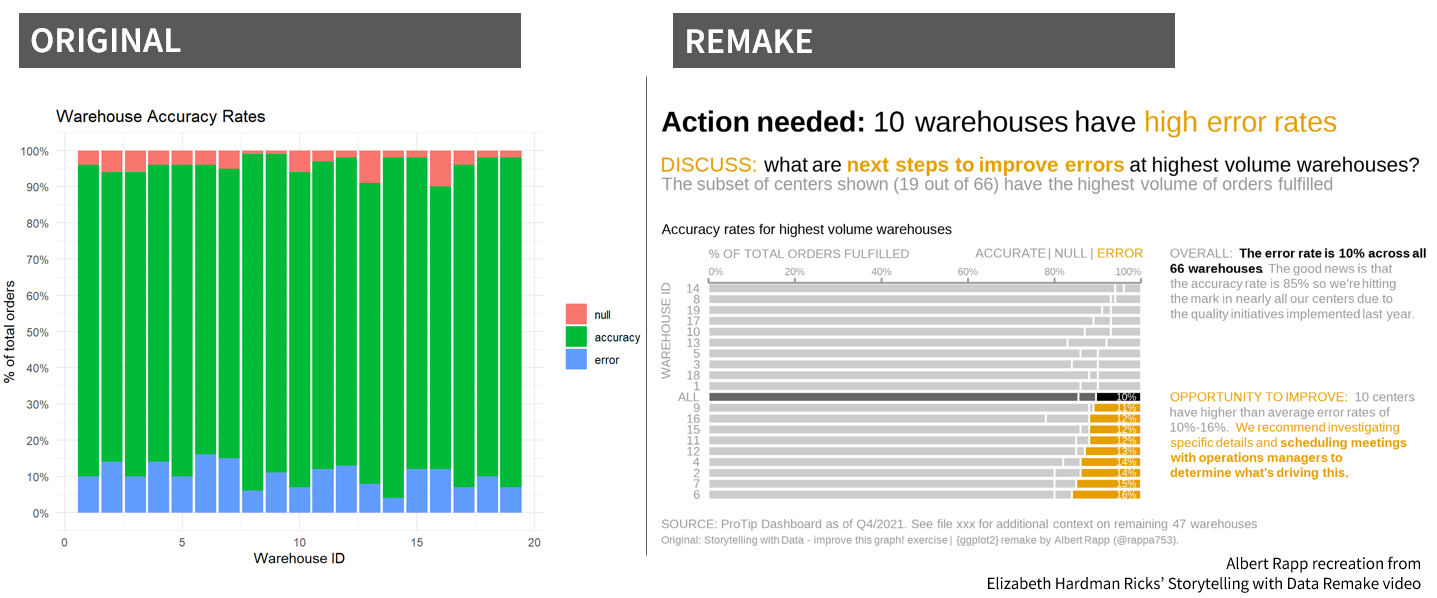 ORIGINAL
Warehouse Accuracy Rates
% of total orders
100%
90%
80%
70%
60%
50%
40%
30%
20%
10%
0%
0 5 10 15 20
Warehouse ID
null
accuracy
error
REMAKE
Action needed: 10 warehouses have high error rates
DISCUSS: what are next steps to improve errors at highest volume warehouses?
The subset of centers shown (19 out of 66) have the highest volume of orders fulfilled
Accuracy rates for highest volume warehouses
% OF TOTAL ORDERS FULFILLED ACCURATE | NULL | ERROR
0% 20% 40% 60% 80% 100%
WAREHOUSE ID
14
8
19
17
10
13
5
3
18
1
ALL 10%
9 11%
16 12%
15 12%
11 12%
12 13%
4 14%
2 14%
7 15%
6 16%
OVERALL: The error rate is 10% across all
66 warehouses. The good news is that
the accuracy rate is 85% so we're hitting
the mark in nearly all our centers due to
the quality initiatives implemented last year.
OPPORTUNITY TO IMPROVE: 10 centers
have higher than average error rates of
10%-16%. We recommend investigating
specific details and scheduling meetings
with operations managers to
determine what's driving this.
SOURCE: ProTip Dashboard as of Q4/2021. See file xxx for additional context on remaining 47 warehouses
Original: Storytelling with Data - improve this graph! exercise | {ggplot2} remake by Albert Rapp (@rappa753).
Albert Rapp recreation from
Elizabeth Hardman Ricks' Storytelling with Data Remake video